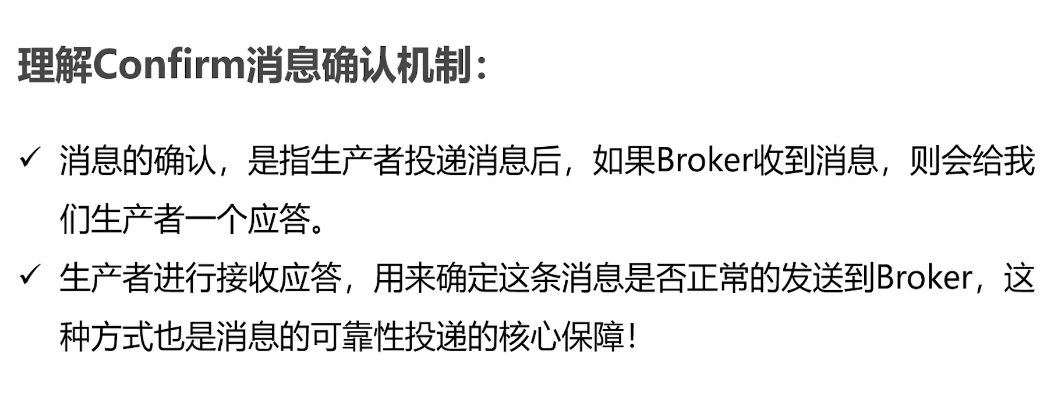 理解Confirm消息确认机制：
✓ 消息的确认，是指生产者投递消息后，如果Broker收到消息，则会给我
们生产者一个应答。
✓ 生产者进行接收应答，用来确定这条消息是否正常的发送到Broker，这
种方式也是消息的可靠性投递的核心保障！